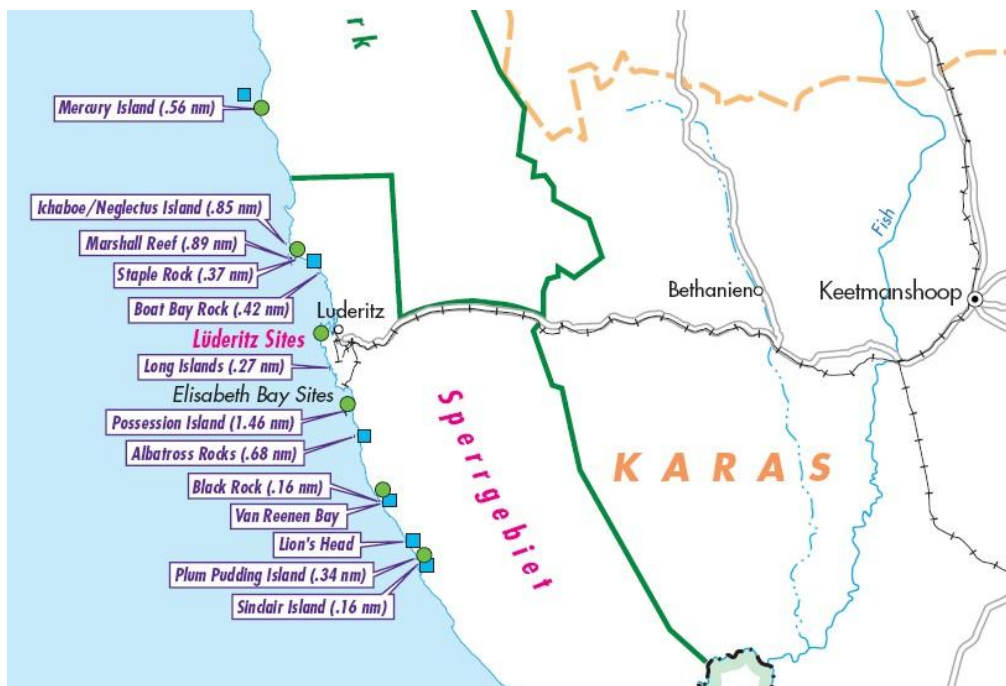 rk
Mercury Island (.56 nm)
Ichaboe/Neglectus Island (.85 nm)
Marshall Reef (.89 nm)
Staple Rock (.37 nm)
Boat Bay Rock (.42 nm)
Luderitz
Lüderitz Sites
Long Islands (.27 nm)
Elisabeth Bay Sites
Possession Island (1.46 nm)
Albatross Rocks (.68 nm)
Black Rock (.16 nm)
Van Reenen Bay
Lion's Head
Plum Pudding Island (.34 nm)
Sinclair Island (.16 nm)
Sperrgebiet
KARAS
Bethanien
Fish
Keetmanshoop